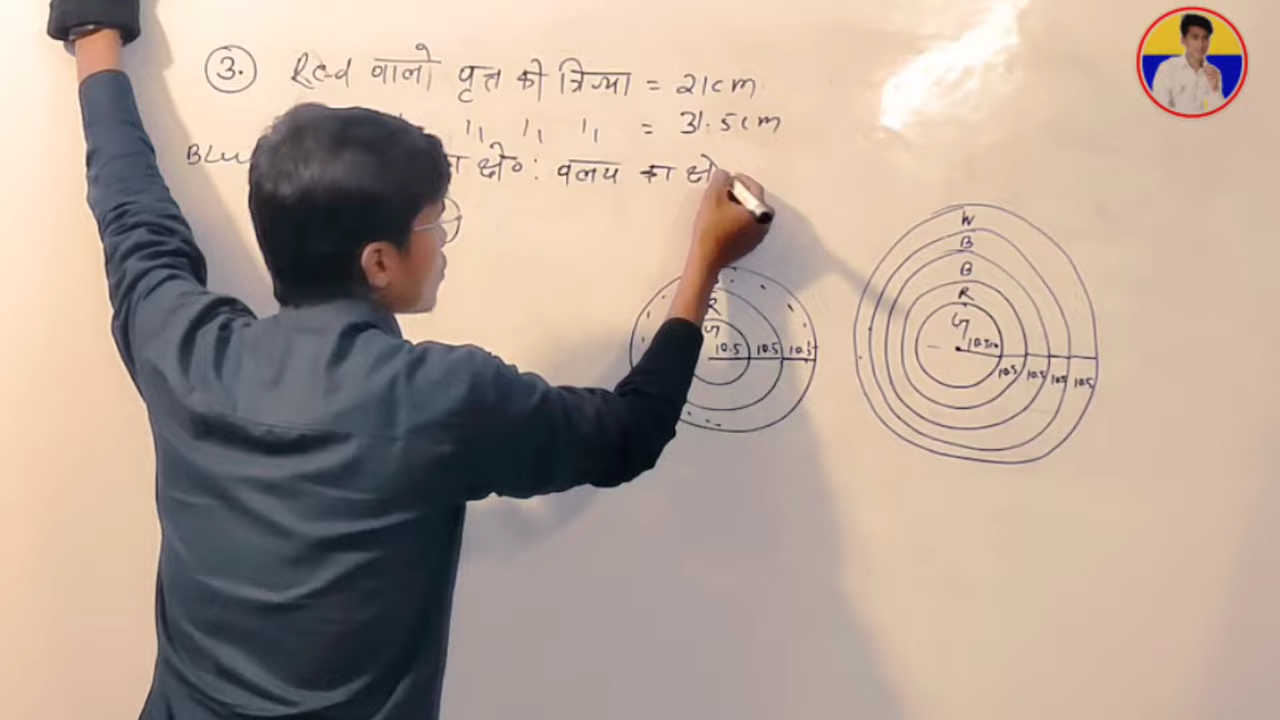 3. Red वाली वृत्त की त्रिज्या = 21cm
〃 〃 〃 = 31.5cm
BLu का क्षे०: वलय का क्षे
R
G
10.5 10.5 10.5
W
B
B
R
G
10.5cm
10.5 10.5 10.5 10.5